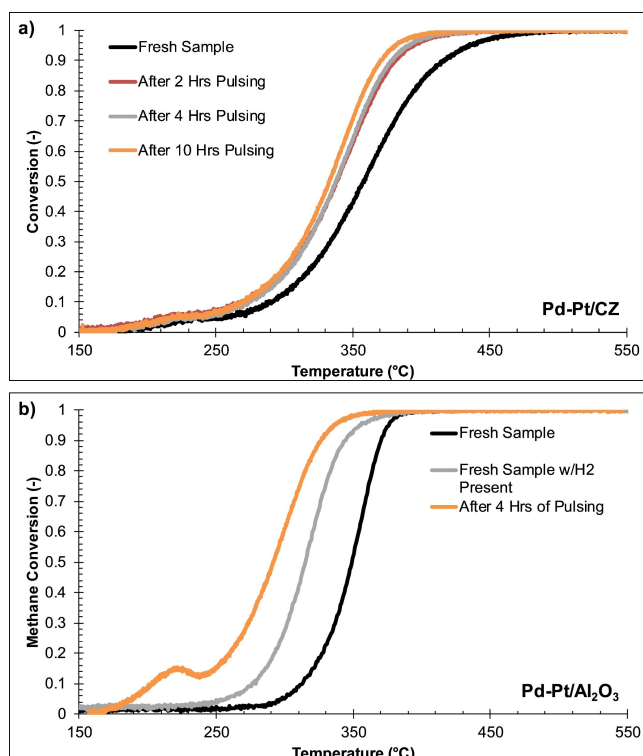 a)
Fresh Sample
After 2 Hrs Pulsing
After 4 Hrs Pulsing
After 10 Hrs Pulsing
1
0.9
0.8
0.7
0.6
0.5
0.4
0.3
0.2
0.1
0
Conversion (-)
Pd-Pt/CZ
150
250
350
450
550
Temperature (°C)
b)
Fresh Sample
Fresh Sample w/H2
Present
After 4 Hrs of Pulsing
1
0.9
0.8
0.7
0.6
0.5
0.4
0.3
0.2
0.1
0
Methane Conversion (-)
Pd-Pt/Al₂O₃
150
250
350
450
550
Temperature (°C)